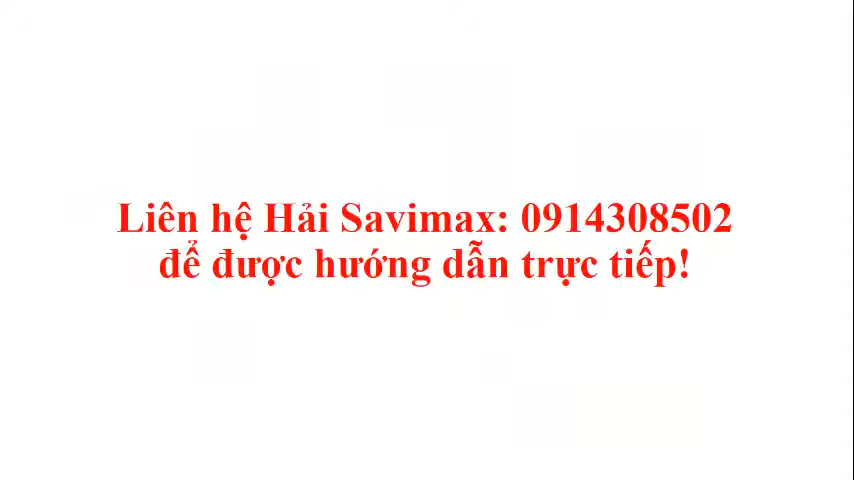 Liên hệ Hải Savimax: 0914308502
để được hướng dẫn trực tiếp!